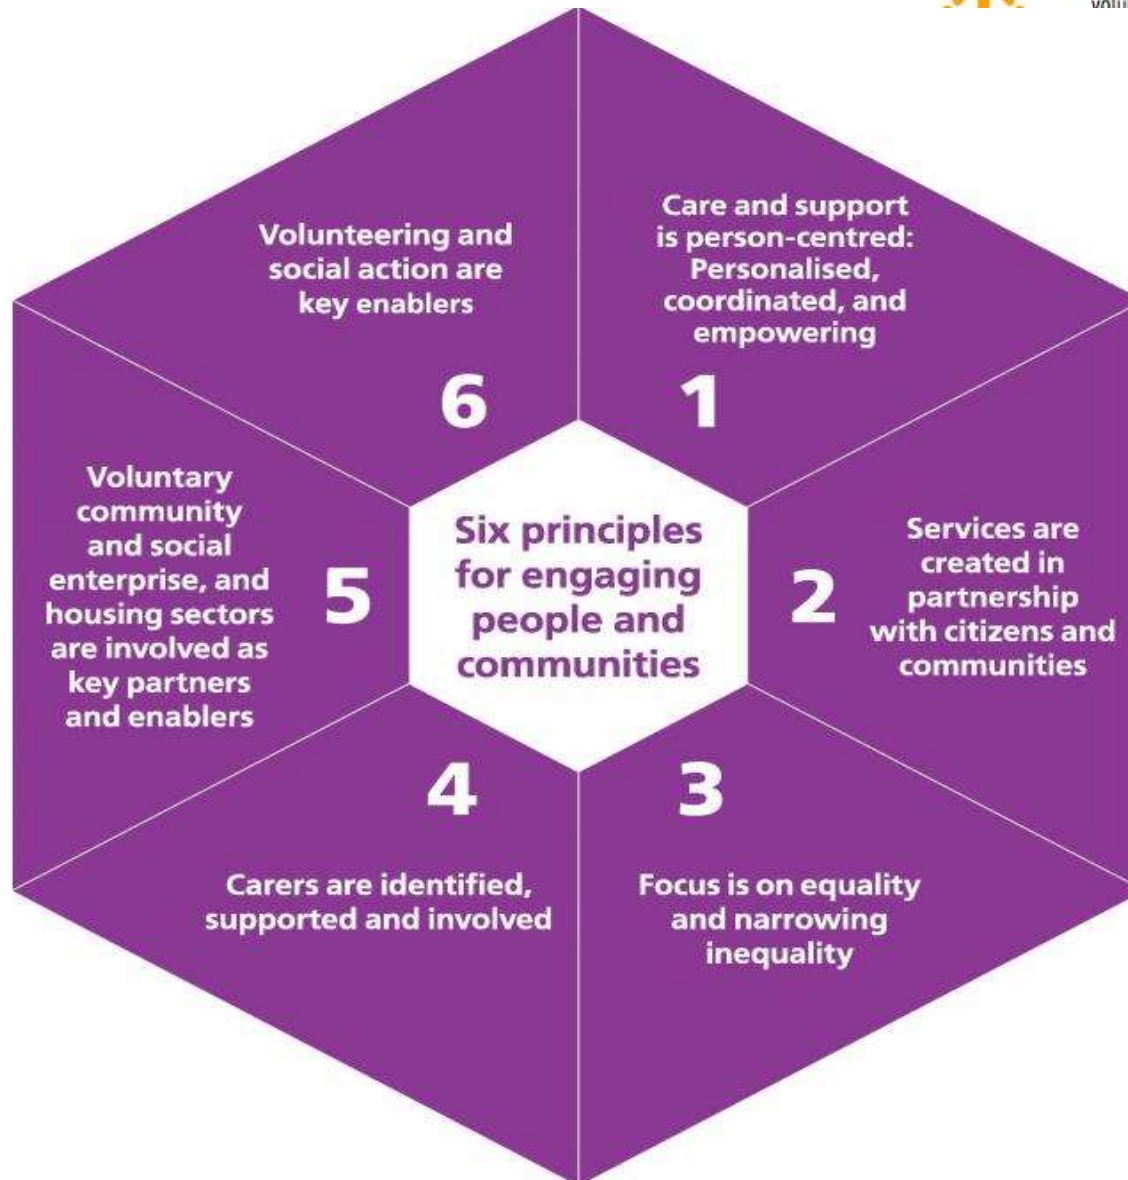 Six principles
for engaging
people and
communities
Care and support
is person-centred:
Personalised,
coordinated, and
empowering
1
2
Services are
created in
partnership
with citizens and
communities
3
Focus is on equality
and narrowing
inequality
4
Carers are identified,
supported and involved
Voluntary
community
and social
enterprise, and
housing sectors
are involved as
key partners
and enablers
5
Volunteering and
social action are
key enablers
6